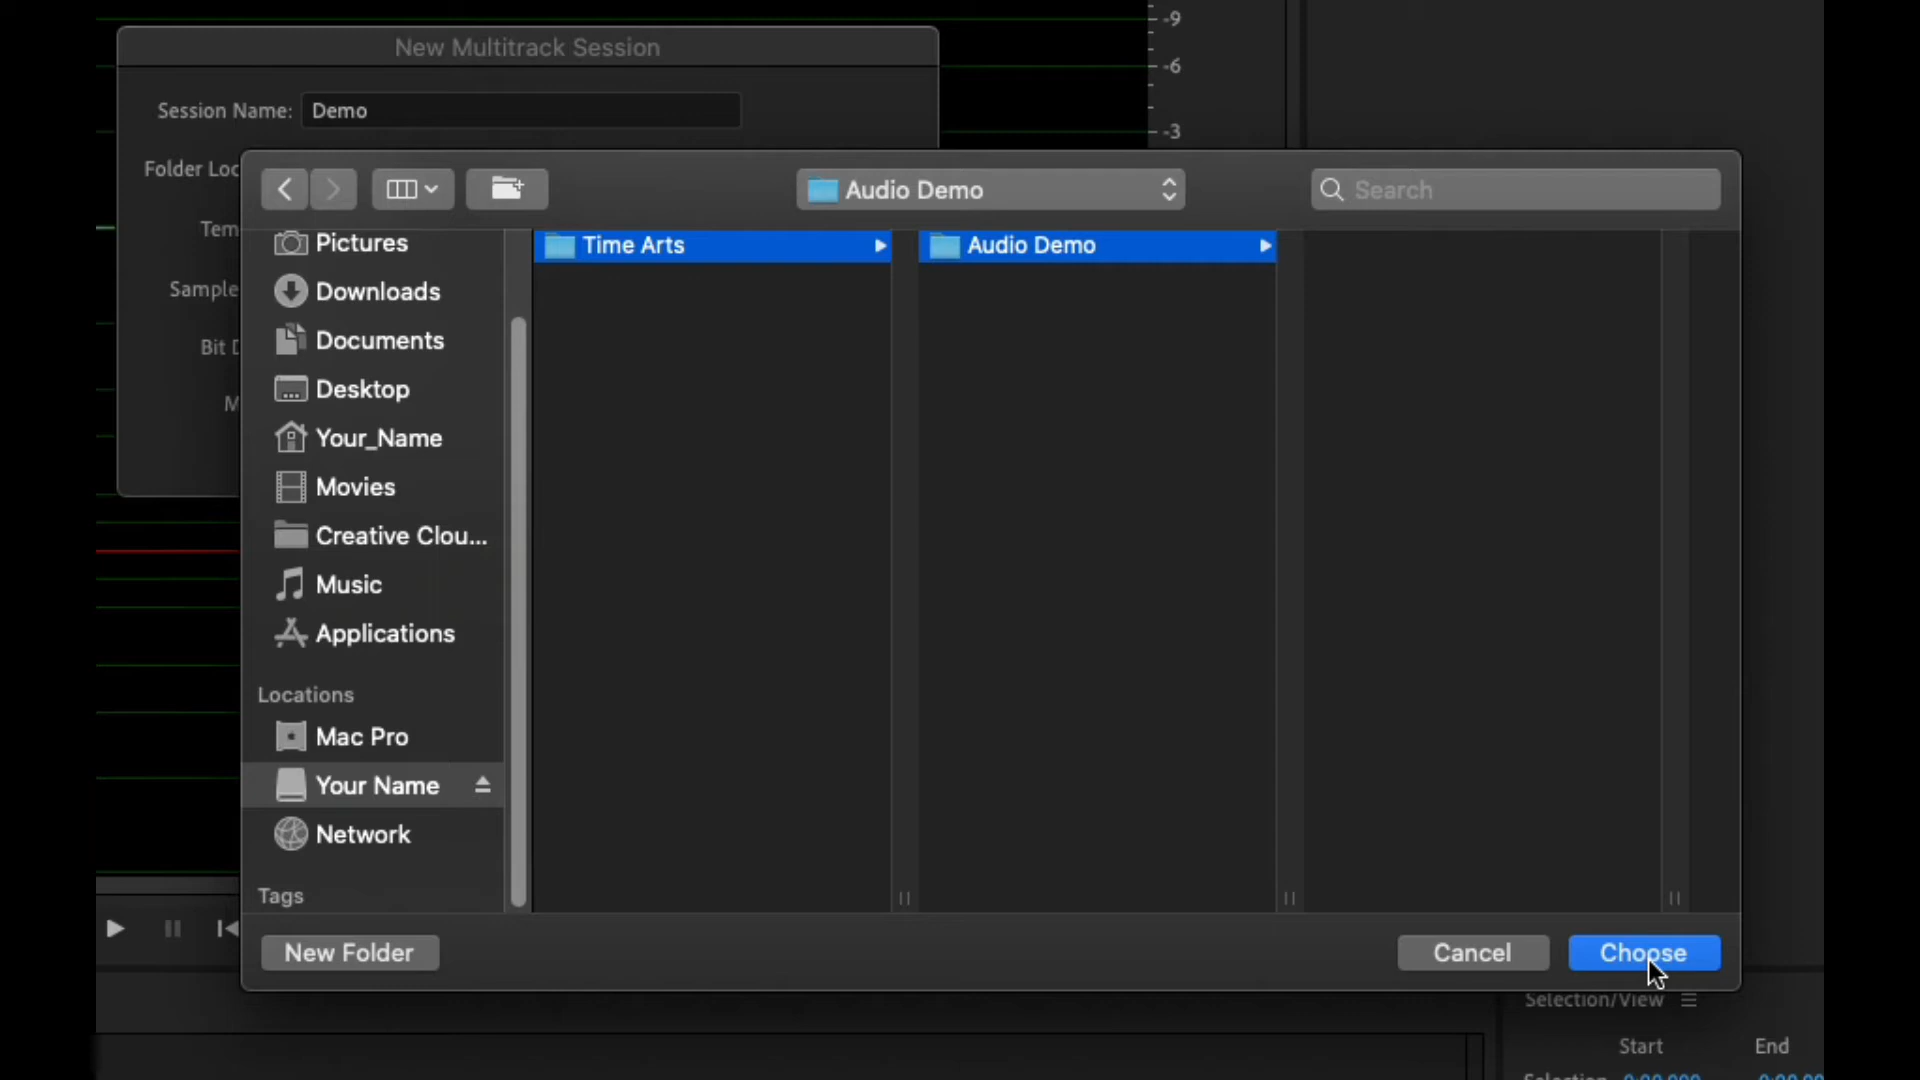 New Multitrack Session
-9
-6
-3
Session Name: Demo
Folder Loc
Tem
Sample
Bit D
M
Audio Demo
Search
Pictures
Downloads
Documents
Desktop
Your_Name
Movies
Creative Clou...
Music
Applications
Locations
Mac Pro
Your Name
Network
Tags
Time Arts
Audio Demo
New Folder
Cancel
Choose
Selection/View
Start
End